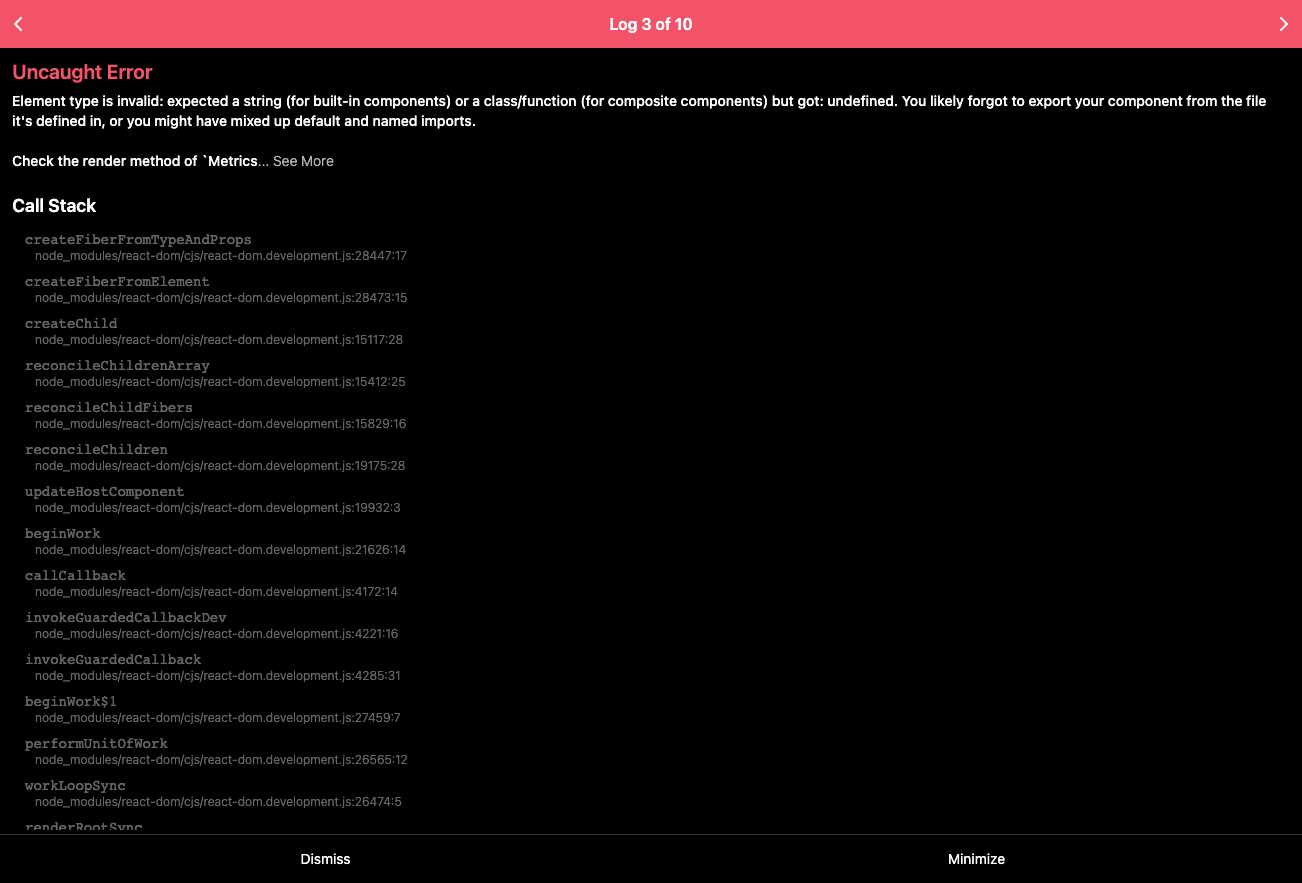 Log 3 of 10
Uncaught Error
Element type is invalid: expected a string (for built-in components) or a class/function (for composite components) but got: undefined. You likely forgot to export your component from the file
it's defined in, or you might have mixed up default and named imports.
Check the render method of `Metrics... See More
Call Stack
createFiberFromTypeAndProps
node_modules/react-dom/cjs/react-dom.development.js:28447:17
createFiberFromElement
node_modules/react-dom/cjs/react-dom.development.js:28473:15
createChild
node_modules/react-dom/cjs/react-dom.development.js:15117:28
reconcileChildrenArray
node_modules/react-dom/cjs/react-dom.development.js:15412:25
reconcileChildFibers
node_modules/react-dom/cjs/react-dom.development.js:15829:16
reconcileChildren
node_modules/react-dom/cjs/react-dom.development.js:19175:28
updateHostComponent
node_modules/react-dom/cjs/react-dom.development.js:19932:3
beginWork
node_modules/react-dom/cjs/react-dom.development.js:21626:14
callCallback
node_modules/react-dom/cjs/react-dom.development.js:4172:14
invokeGuardedCallbackDev
node_modules/react-dom/cjs/react-dom.development.js:4221:16
invokeGuardedCallback
node_modules/react-dom/cjs/react-dom.development.js:4285:31
beginWork$1
node_modules/react-dom/cjs/react-dom.development.js:27459:7
performUnitOfWork
node_modules/react-dom/cjs/react-dom.development.js:26565:12
workLoopSync
node_modules/react-dom/cjs/react-dom.development.js:26474:5
renderRootSync
Dismiss
Minimize